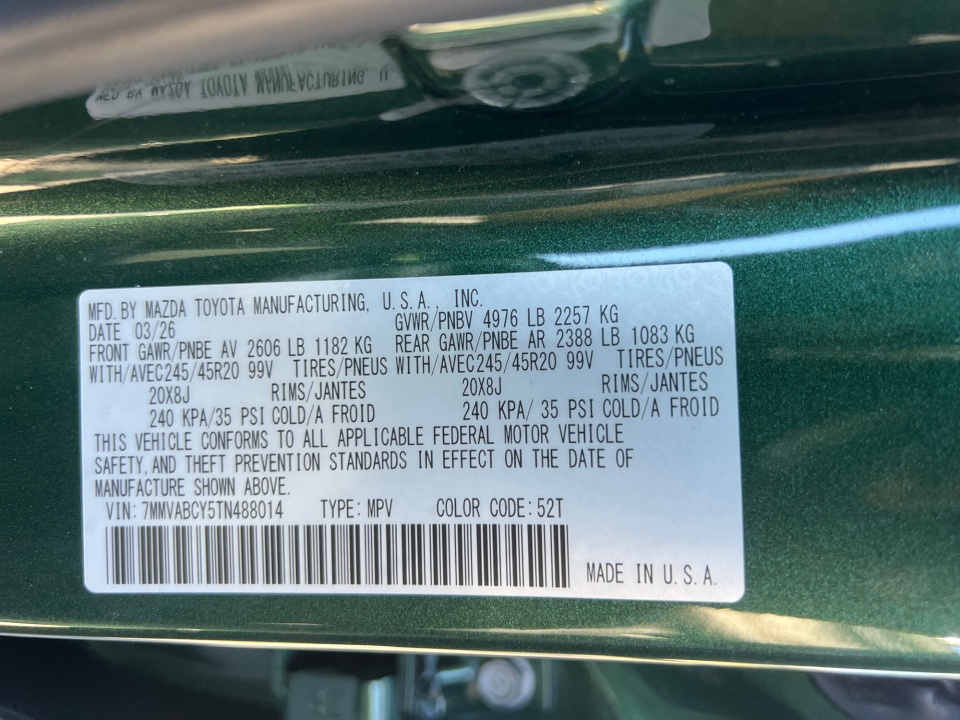 MFD. BY MAZDA TOYOTA MANUFACTURING, U.S.A., INC.
DATE 03/26 GVWR/PNBV 4976 LB 2257 KG
FRONT GAWR/PNBE AV 2606 LB 1182 KG REAR GAWR/PNBE AR 2388 LB 1083 KG
WITH/AVEC245/45R20 99V TIRES/PNEUS WITH/AVEC245/45R20 99V TIRES/PNEUS
20X8J RIMS/JANTES 20X8J RIMS/JANTES
240 KPA/35 PSI COLD/A FROID 240 KPA/ 35 PSI COLD/A FROID
THIS VEHICLE CONFORMS TO ALL APPLICABLE FEDERAL MOTOR VEHICLE
SAFETY, AND THEFT PREVENTION STANDARDS IN EFFECT ON THE DATE OF
MANUFACTURE SHOWN ABOVE.
VIN: 7MMVABCY5TN488014 TYPE: MPV COLOR CODE: 52T
MADE IN U.S.A.